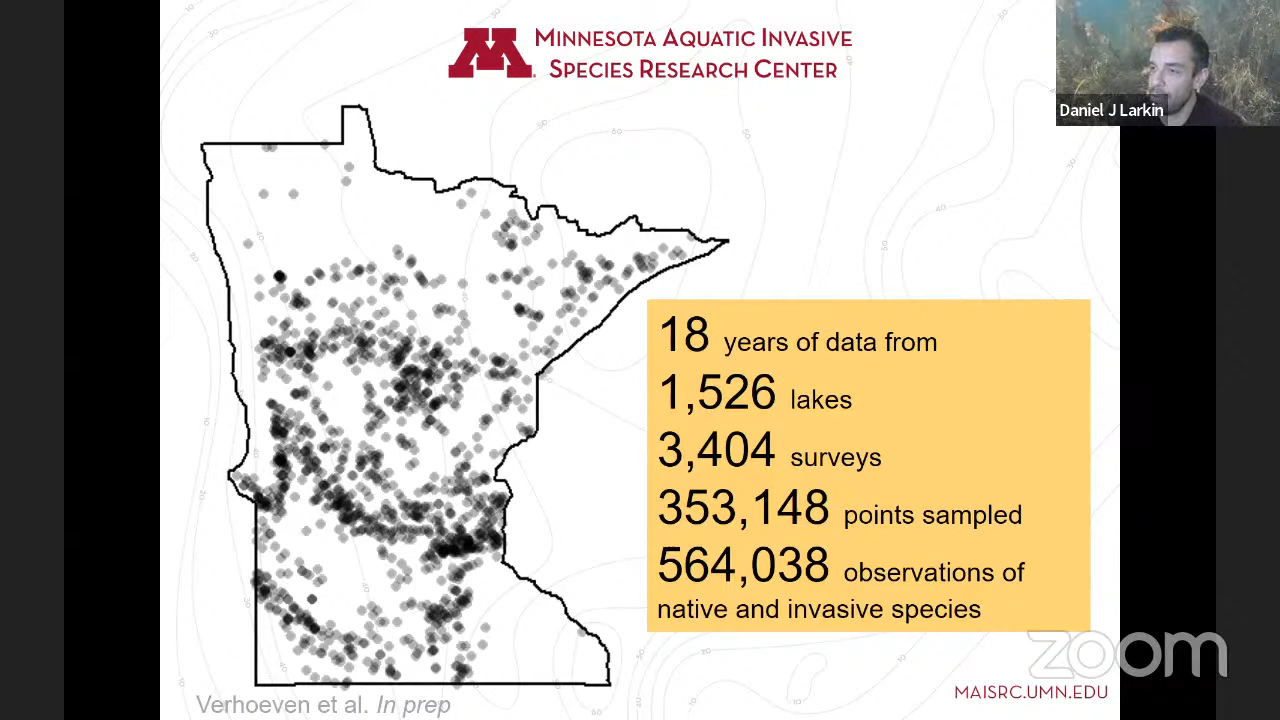 MINNESOTA AQUATIC INVASIVE
SPECIES RESEARCH CENTER
Daniel J Larkin
18 years of data from
1,526 lakes
3,404 surveys
353,148 points sampled
564,038 observations of
native and invasive species
zoom
MAISRC.UMN.EDU
Verhoeven et al. In prep